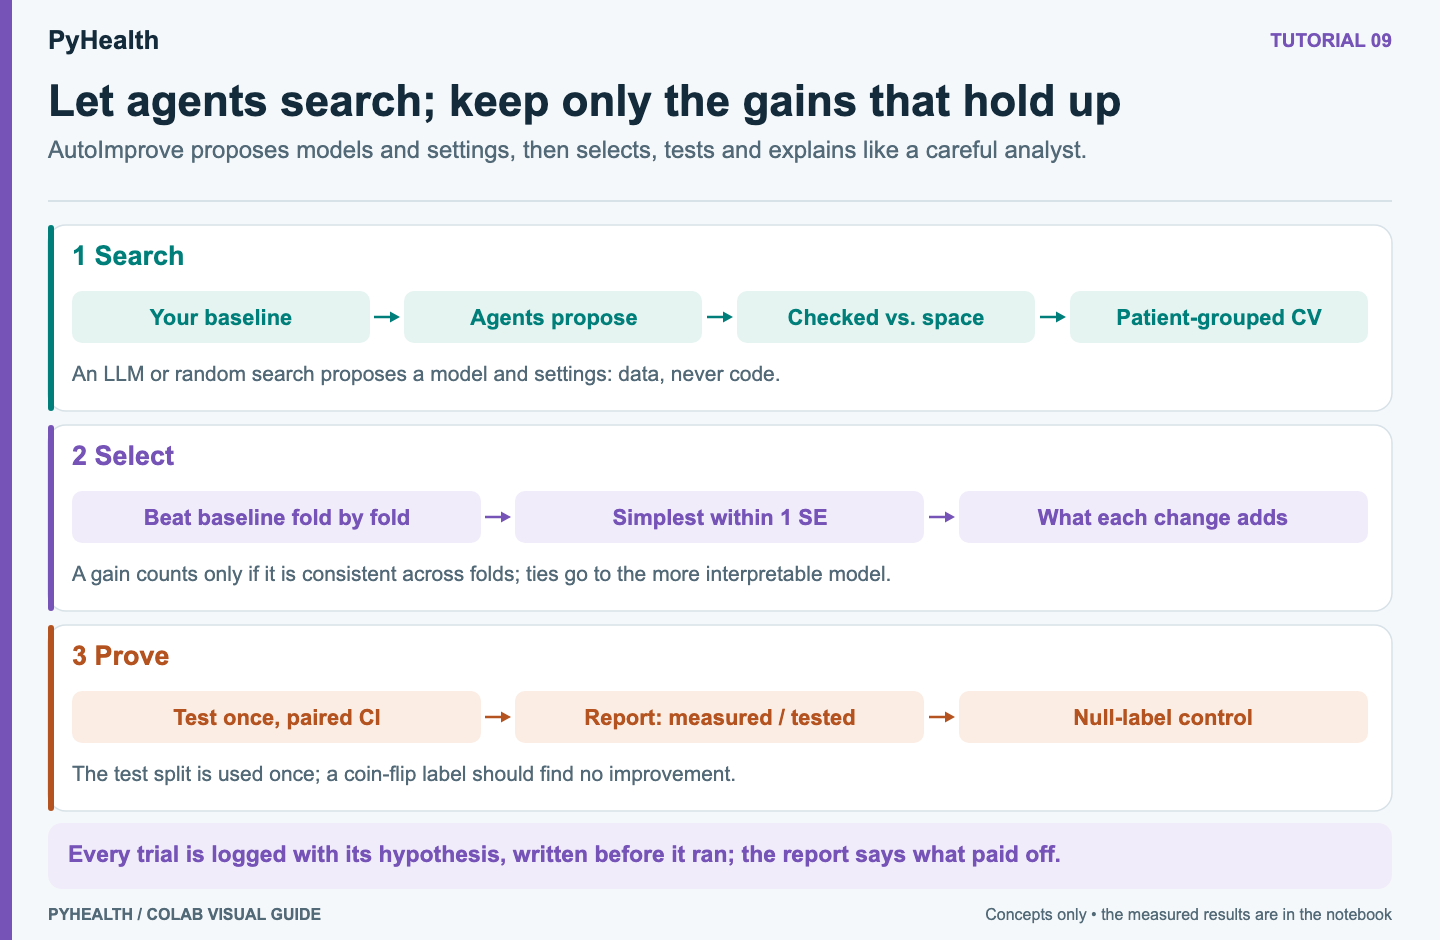 PyHealth
TUTORIAL 09
Let agents search; keep only the gains that hold up
AutoImprove proposes models and settings, then selects, tests and explains like a careful analyst.
1 Search
Your baseline
Agents propose
Checked vs. space
Patient-grouped CV
An LLM or random search proposes a model and settings: data, never code.
2 Select
Beat baseline fold by fold
Simplest within 1 SE
What each change adds
A gain counts only if it is consistent across folds; ties go to the more interpretable model.
3 Prove
Test once, paired CI
Report: measured / tested
Null-label control
The test split is used once; a coin-flip label should find no improvement.
Every trial is logged with its hypothesis, written before it ran; the report says what paid off.
PYHEALTH / COLAB VISUAL GUIDE
Concepts only • the measured results are in the notebook